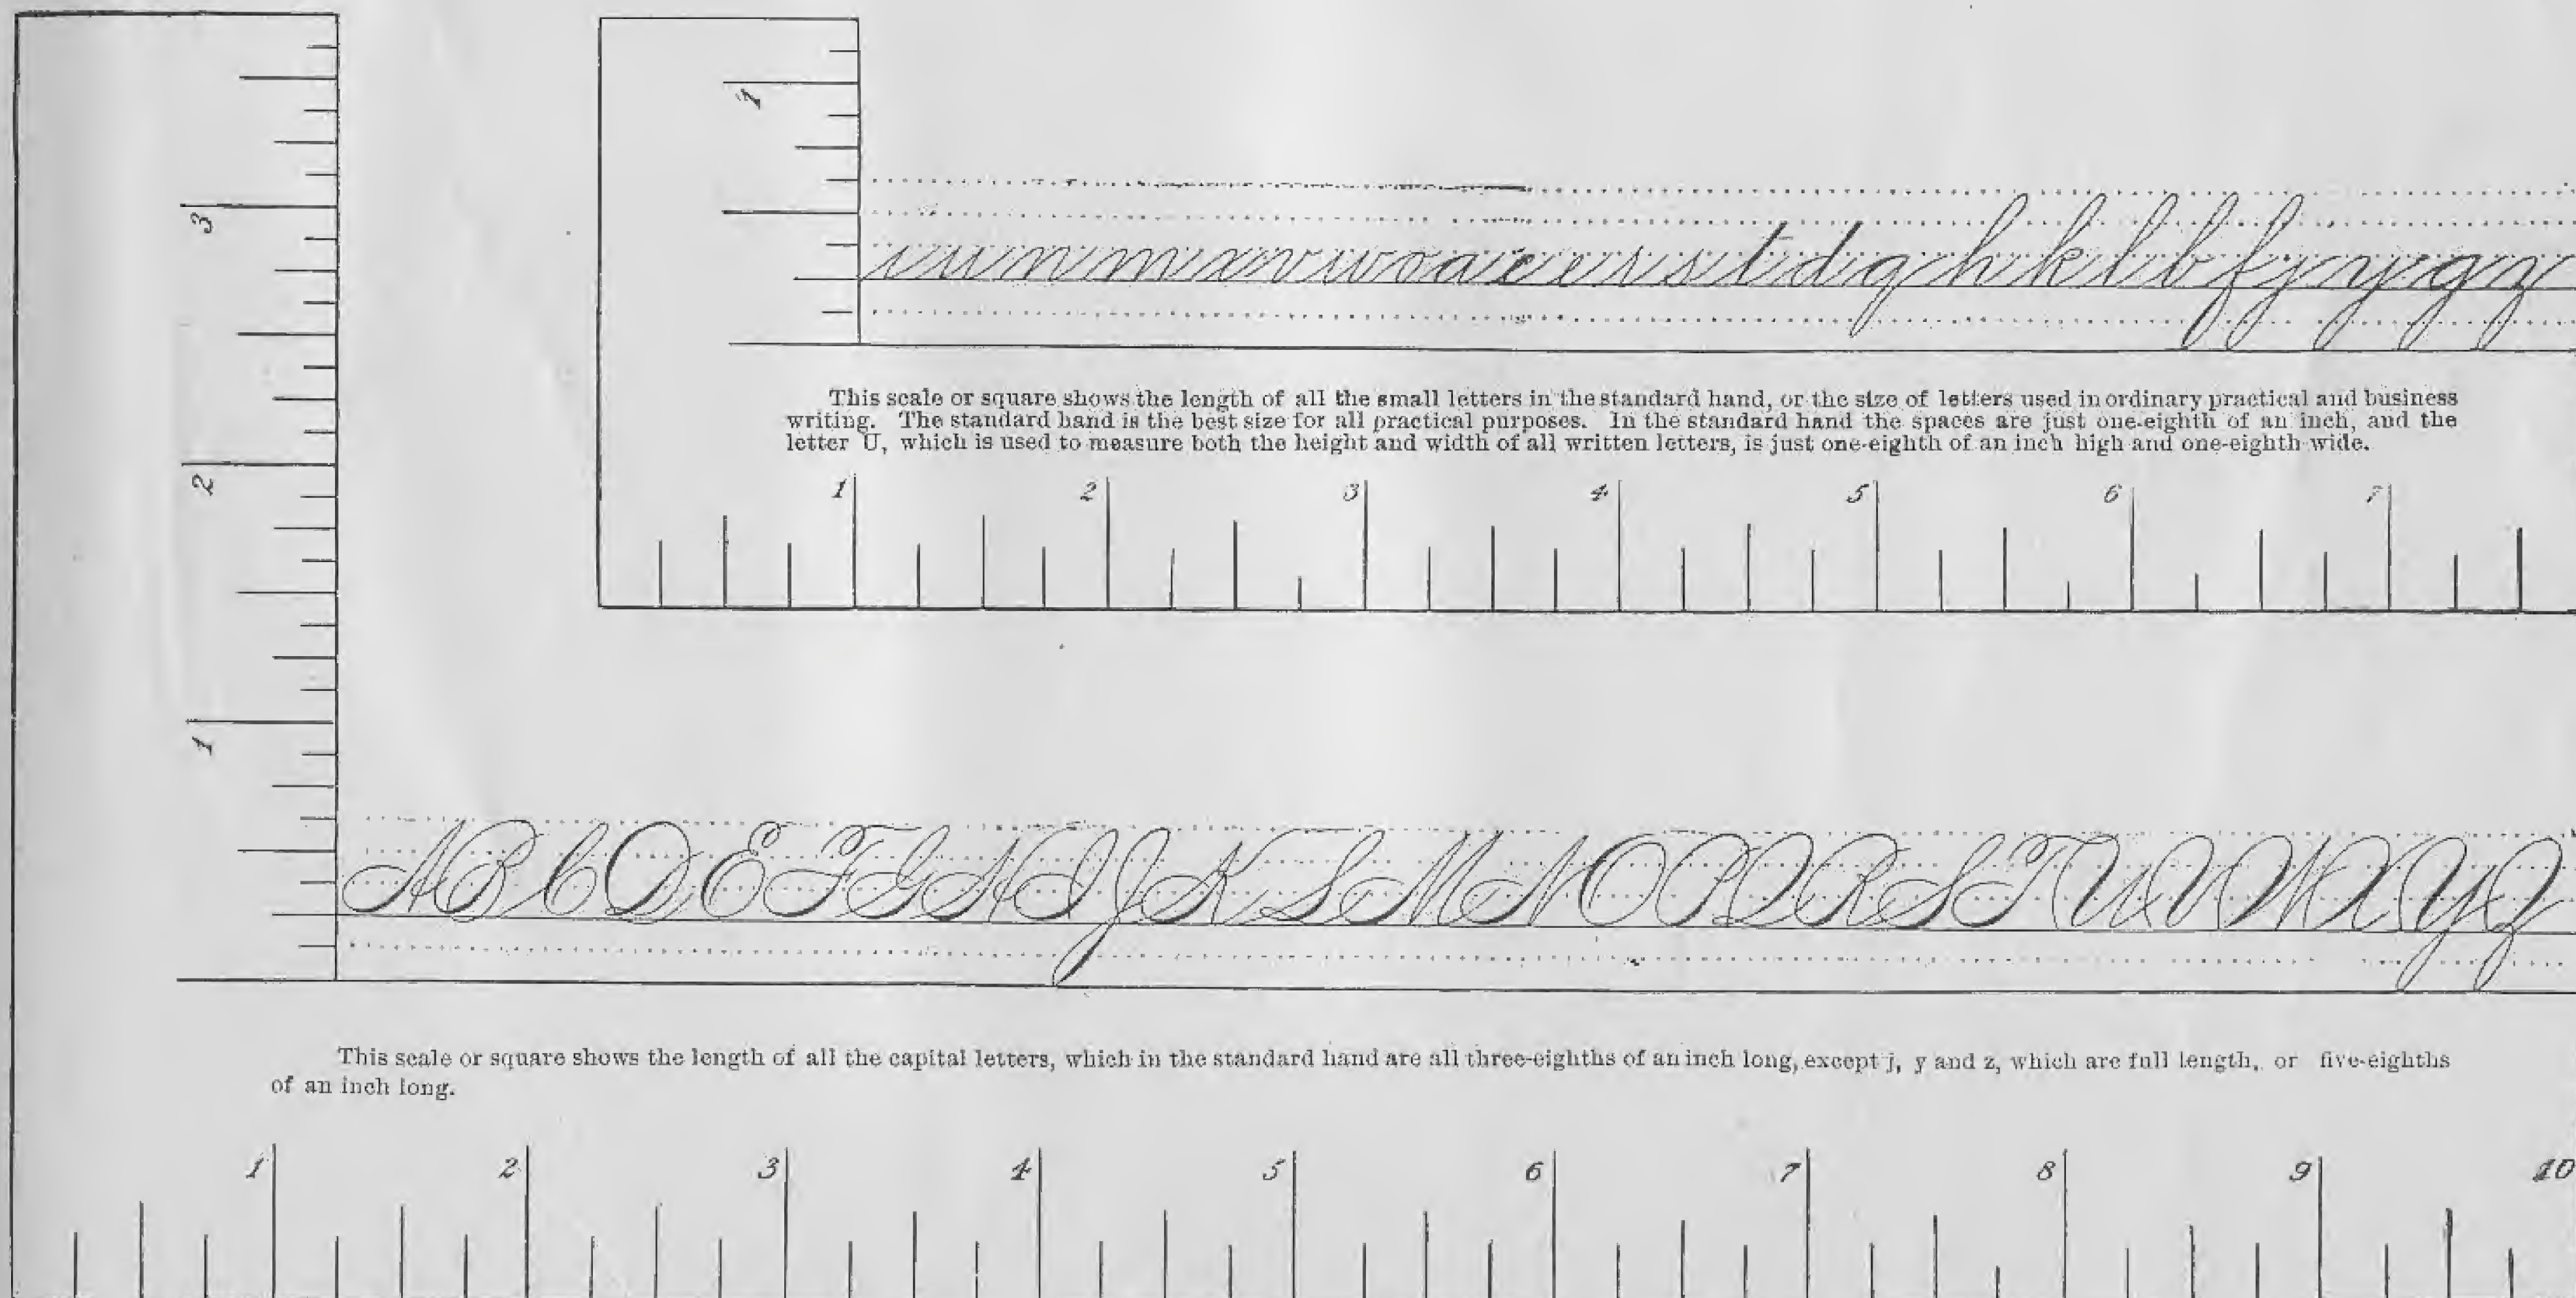 1
i u w n m x v w o a c e r s t d q h k l b f j y g z
This scale or square shows the length of all the small letters in the standard hand, or the size of letters used in ordinary practical and business
writing. The standard hand is the best size for all practical purposes. In the standard hand the spaces are just one-eighth of an inch, and the
letter U, which is used to measure both the height and width of all written letters, is just one-eighth of an inch high and one-eighth wide.
1 2 3 4 5 6 7
3
2
1
A B C D E F G H I J K L M N O P Q R S T U V W X Y Z
This scale or square shows the length of all the capital letters, which in the standard hand are all three-eighths of an inch long, except j, y and z, which are full length, or five-eighths
of an inch long.
1 2 3 4 5 6 7 8 9 10